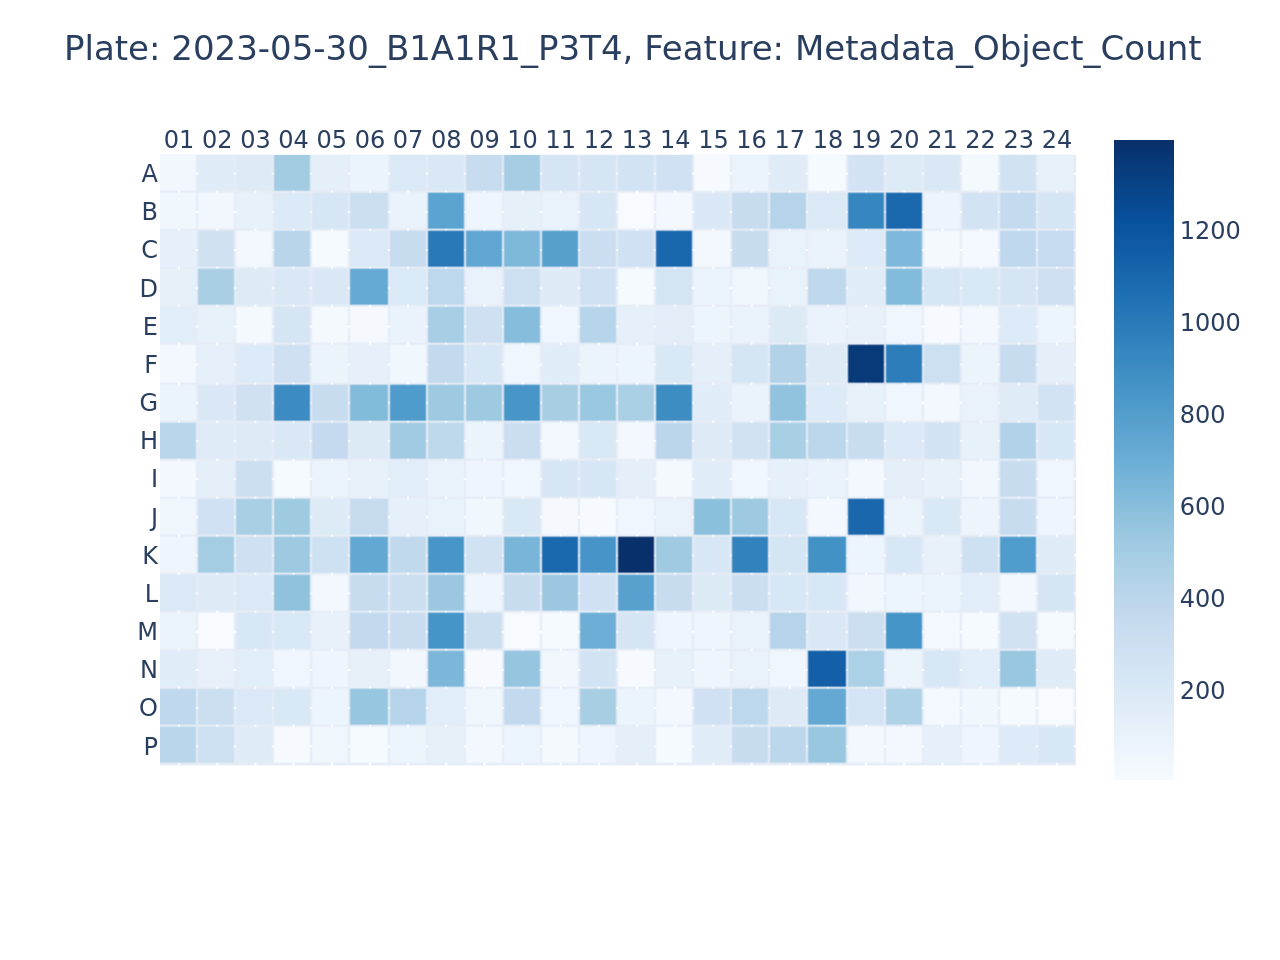 Plate: 2023-05-30_B1A1R1_P3T4, Feature: Metadata_Object_Count
01 02 03 04 05 06 07 08 09 10 11 12 13 14 15 16 17 18 19 20 21 22 23 24
A
B
1200
C
D
E
1000
F
G
800
H
I
J
600
K
L
400
M
N
200
O
P